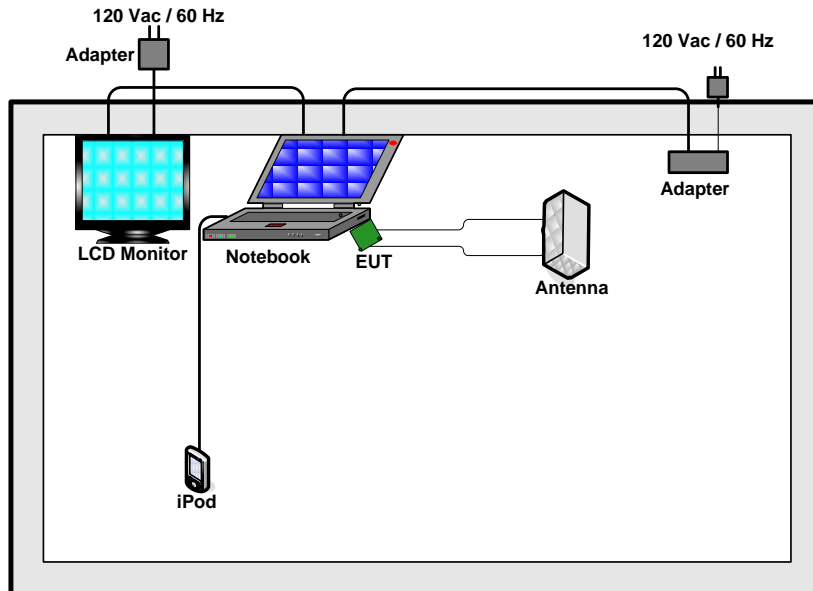 120 Vac / 60 Hz
Adapter
120 Vac / 60 Hz
Adapter
LCD Monitor
Notebook
EUT
Antenna
iPod